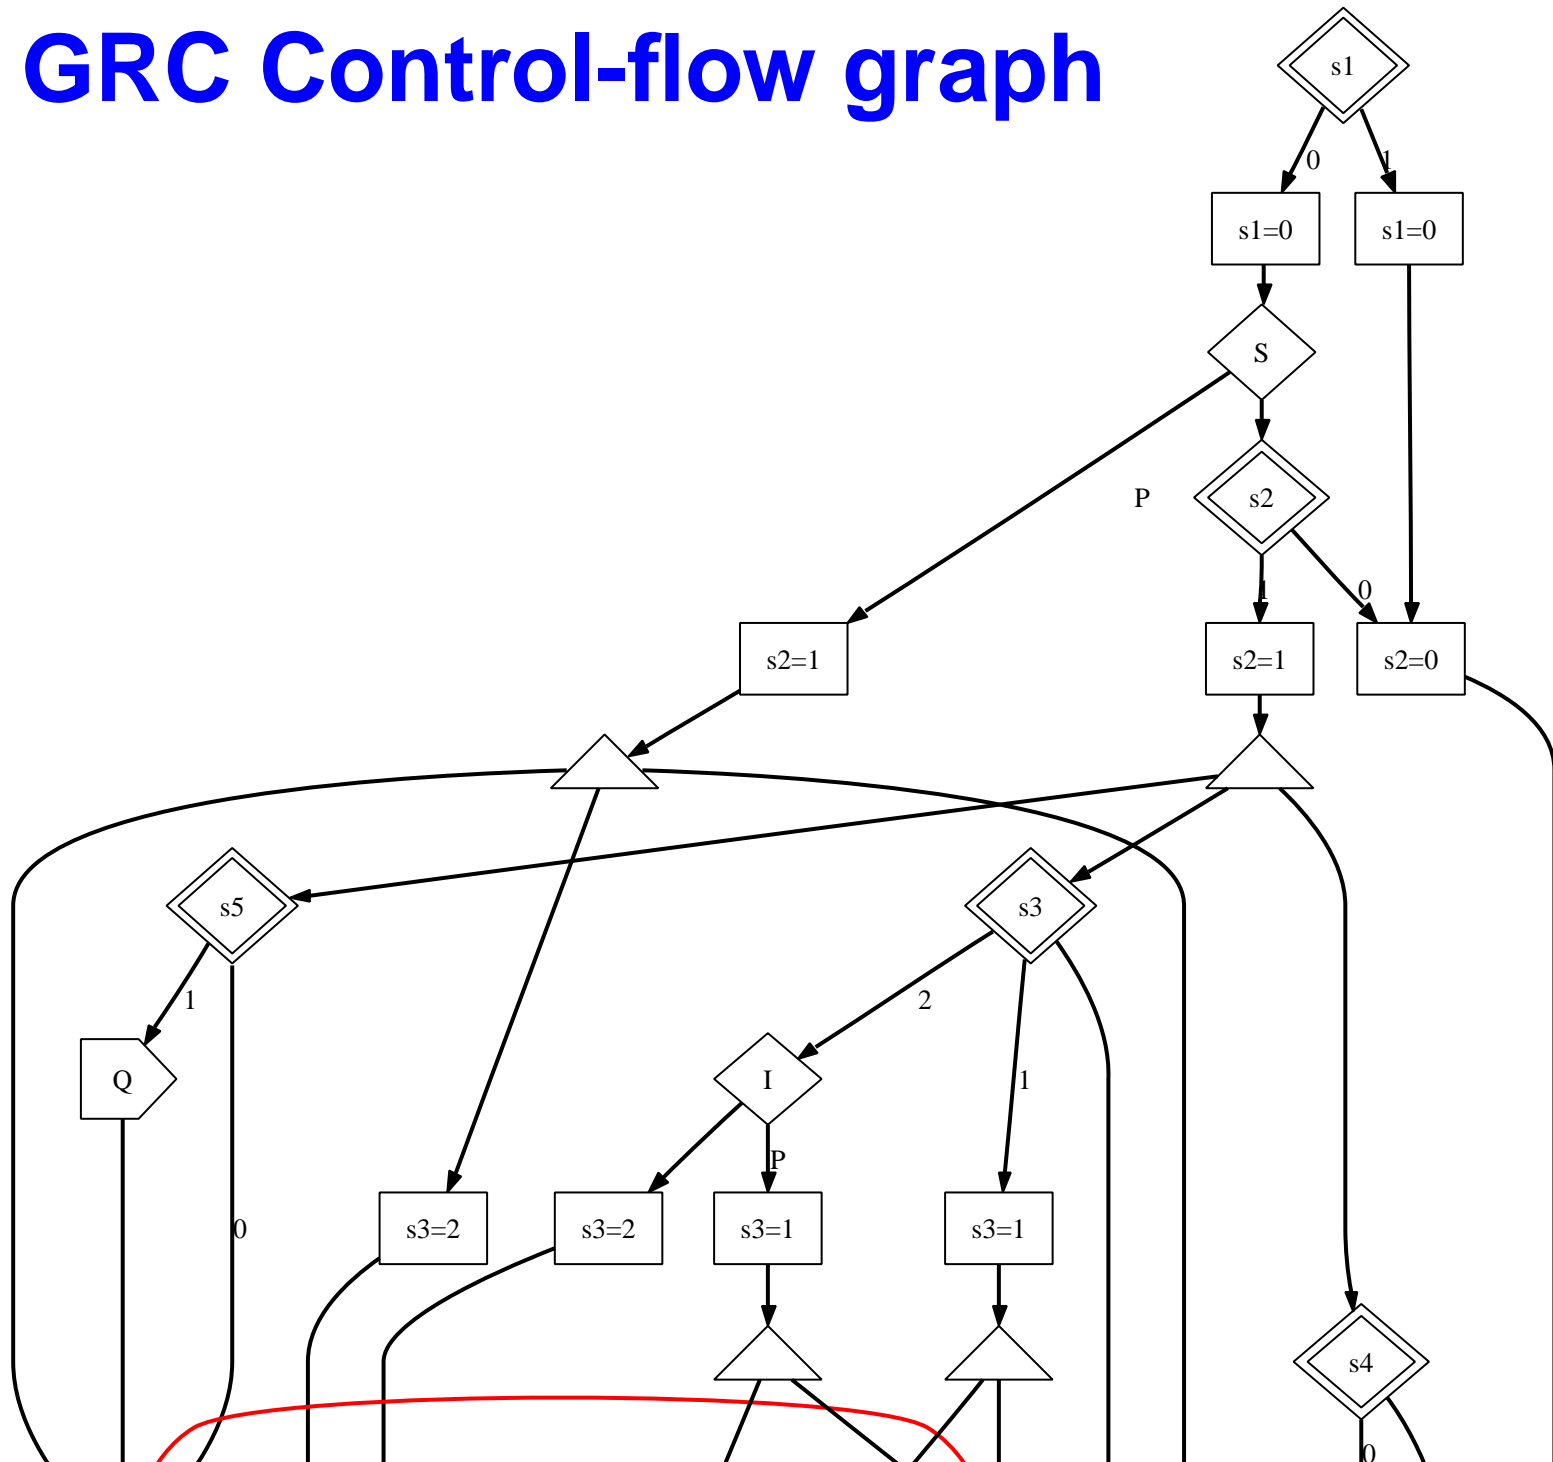 GRC Control-flow graph
s1
0
1
s1=0
s1=0
S
P
s2
1
0
s2=1
s2=1
s2=0
s5
s3
1
2
Q
I
1
P
0
s3=2
s3=2
s3=1
s3=1
s4
0